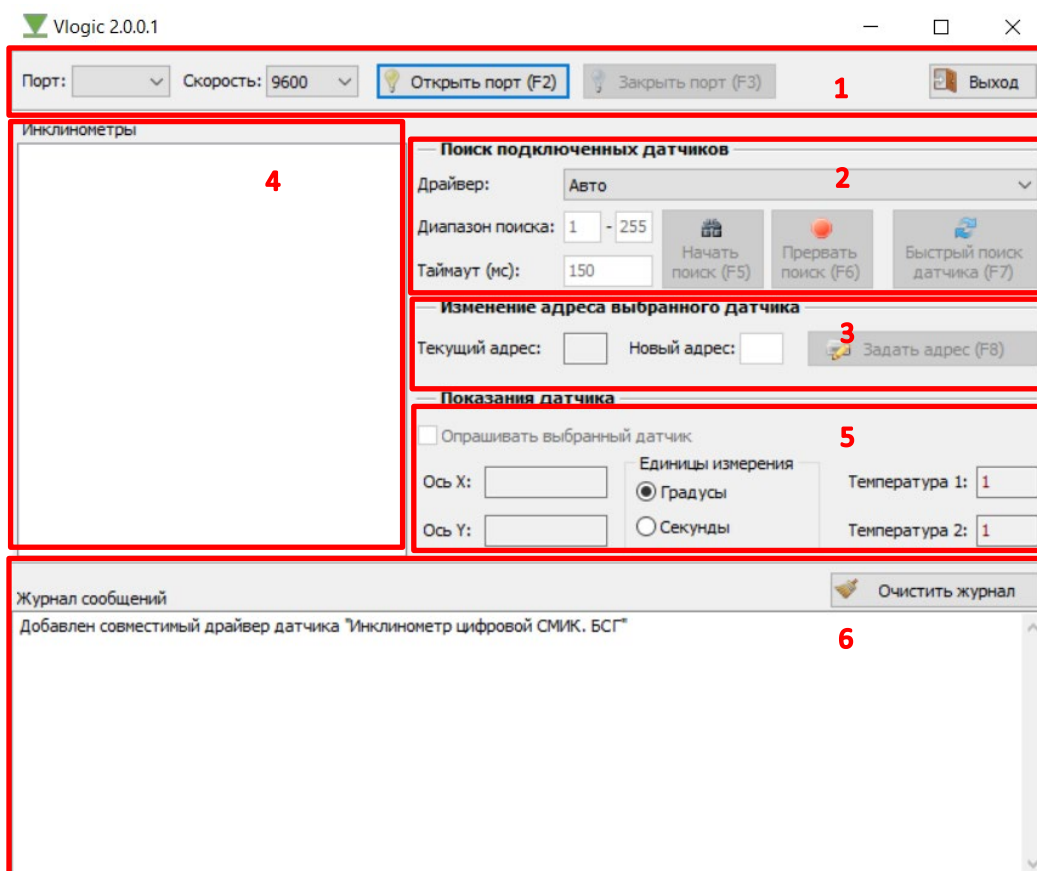 Vlogic 2.0.0.1
Порт: Скорость: 9600 Открыть порт (F2) Закрыть порт (F3) 1 Выход
Инклинометры
4
Поиск подключенных датчиков
Драйвер: Авто 2
Диапазон поиска: 1 - 255
Таймаут (мс): 150
Начать
поиск (F5)
Прервать
поиск (F6)
Быстрый поиск
датчика (F7)
Изменение адреса выбранного датчика
3
Текущий адрес: Новый адрес: Задать адрес (F8)
Показания датчика
Опрашивать выбранный датчик 5
Ось X:
Ось Y:
Единицы измерения
Градусы
Секунды
Температура 1: 1
Температура 2: 1
Журнал сообщений Очистить журнал
Добавлен совместимый драйвер датчика "Инклинометр цифровой СМИК. БСГ"
6